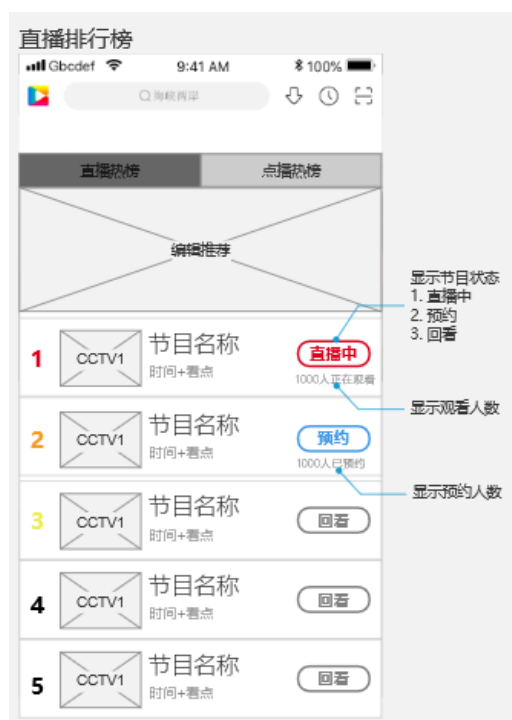 直播排行榜
Gbcdef 9:41 AM 100%
海峡两岸
直播热榜 点播热榜
编辑推荐
显示节目状态
1. 直播中
2. 预约
3. 回看
1 CCTV1 节目名称 直播中
时间+看点 1000人正在观看
显示观看人数
2 CCTV1 节目名称 预约
时间+看点 1000人已预约
显示预约人数
3 CCTV1 节目名称 回看
时间+看点
4 CCTV1 节目名称 回看
时间+看点
5 CCTV1 节目名称 回看
时间+看点